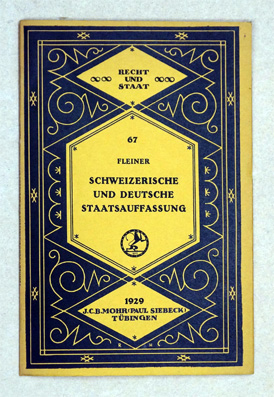 RECHT
UND
STAAT
67
FLEINER
SCHWEIZERISCHE
UND DEUTSCHE
STAATSAUFFASSUNG
1929
J.C.B.MOHR (PAUL SIEBECK)
TÜBINGEN